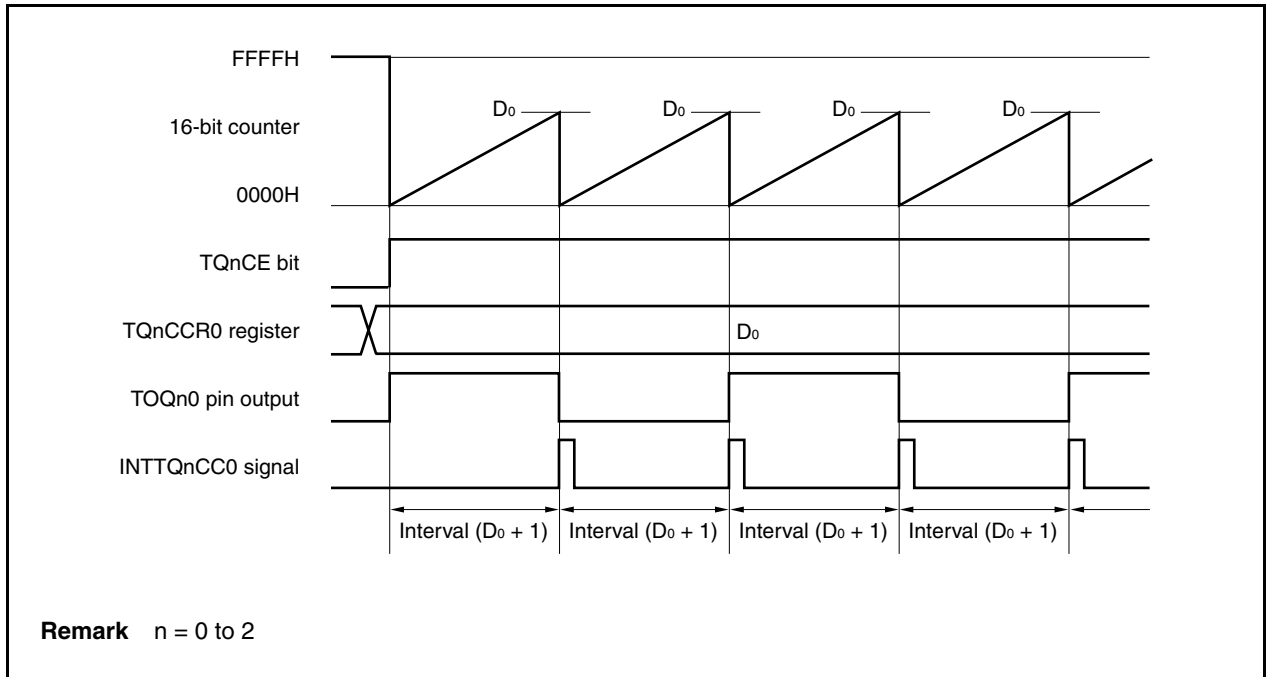 FFFFH
D₀ D₀ D₀ D₀
16-bit counter
0000H
TQnCE bit
TQnCCR0 register D₀
TOQn0 pin output
INTTQnCC0 signal
Interval (D₀ + 1) Interval (D₀ + 1) Interval (D₀ + 1) Interval (D₀ + 1)
Remark n = 0 to 2